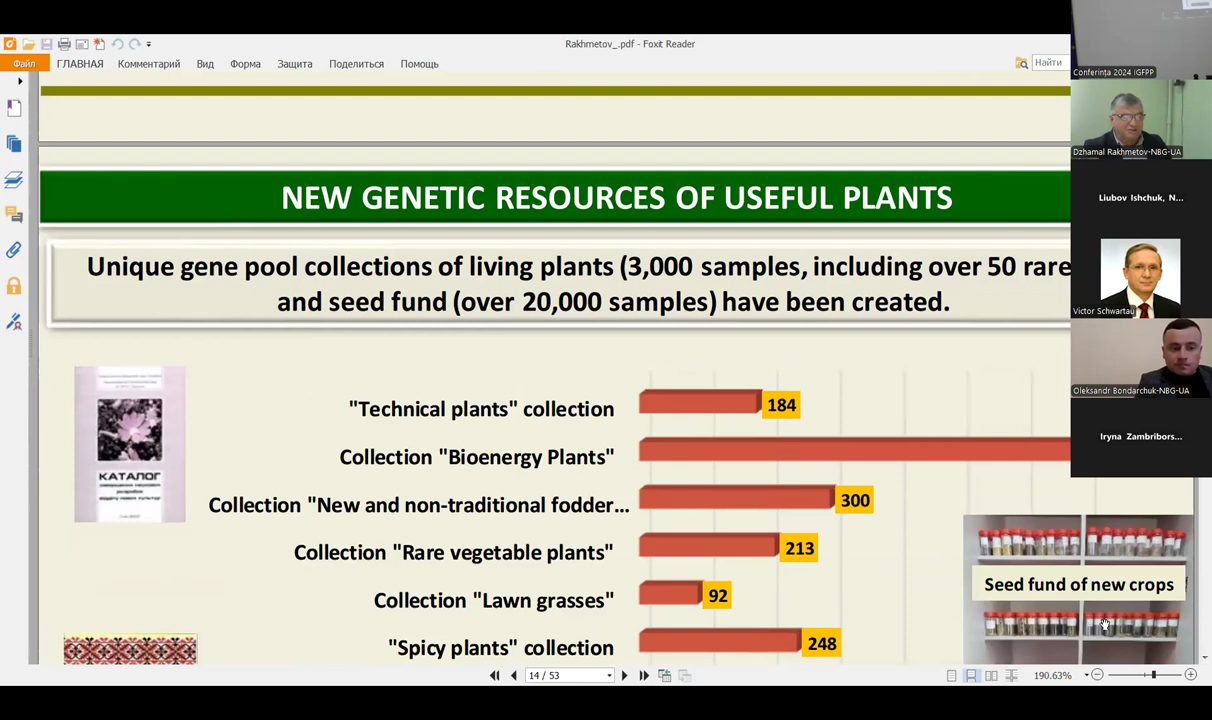 Rakhmetov_.pdf - Foxit Reader
Файл ГЛАВНАЯ Комментарий Вид Форма Защита Поделиться Помощь
Найти
NEW GENETIC RESOURCES OF USEFUL PLANTS
Unique gene pool collections of living plants (3,000 samples, including over 50 rare
and seed fund (over 20,000 samples) have been created.
КАТАЛОГ
"Technical plants" collection 184
Collection "Bioenergy Plants"
Collection "New and non-traditional fodder... 300
Collection "Rare vegetable plants" 213
Collection "Lawn grasses" 92
"Spicy plants" collection 248
Seed fund of new crops
14 / 53
190.63%
Conferința 2024 IGFPP
Dzhamal Rakhmetov-NBG-UA
Liubov Ishchuk, N...
Victor Schwartau
Oleksandr Bondarchuk-NBG-UA
Iryna Zambribors...